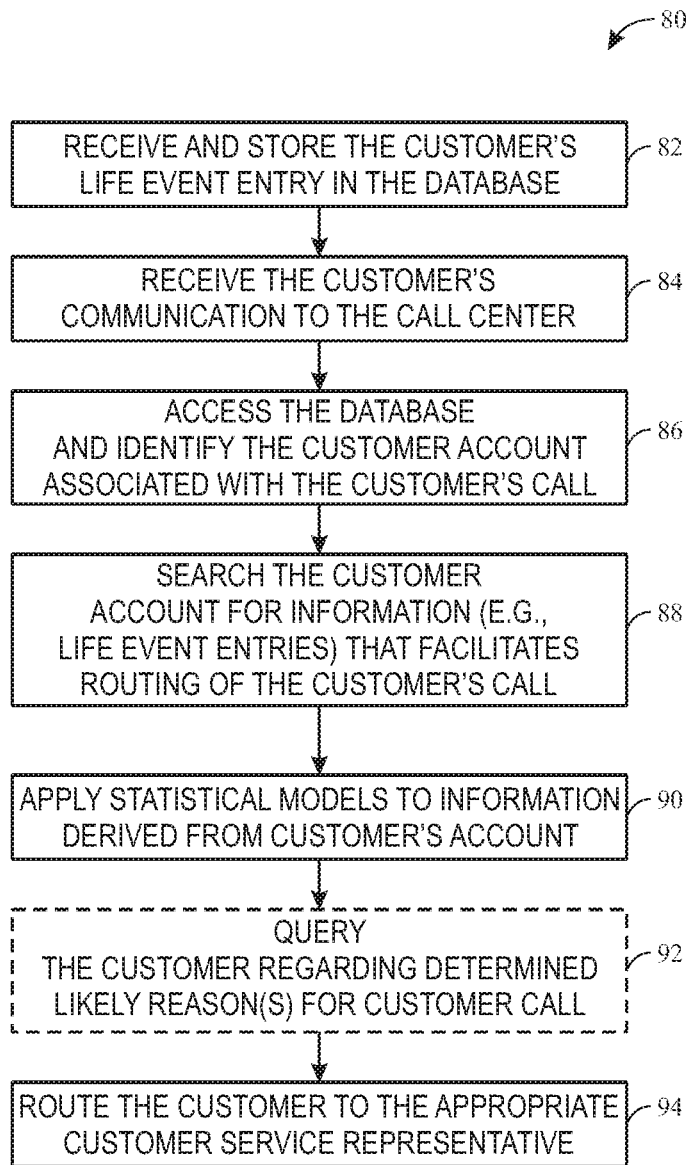 80
RECEIVE AND STORE THE CUSTOMER'S
LIFE EVENT ENTRY IN THE DATABASE
82
RECEIVE THE CUSTOMER'S
COMMUNICATION TO THE CALL CENTER
84
ACCESS THE DATABASE
AND IDENTIFY THE CUSTOMER ACCOUNT
ASSOCIATED WITH THE CUSTOMER'S CALL
86
SEARCH THE CUSTOMER
ACCOUNT FOR INFORMATION (E.G.,
LIFE EVENT ENTRIES) THAT FACILITATES
ROUTING OF THE CUSTOMER'S CALL
88
APPLY STATISTICAL MODELS TO INFORMATION
DERIVED FROM CUSTOMER'S ACCOUNT
90
QUERY
THE CUSTOMER REGARDING DETERMINED
LIKELY REASON(S) FOR CUSTOMER CALL
92
ROUTE THE CUSTOMER TO THE APPROPRIATE
CUSTOMER SERVICE REPRESENTATIVE
94